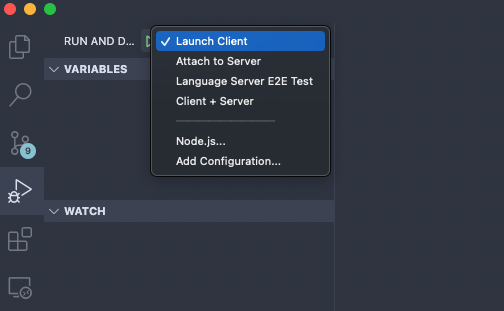 RUN AND D...
Launch Client
Attach to Server
Language Server E2E Test
Client + Server
Node.js...
Add Configuration...
VARIABLES
9
WATCH